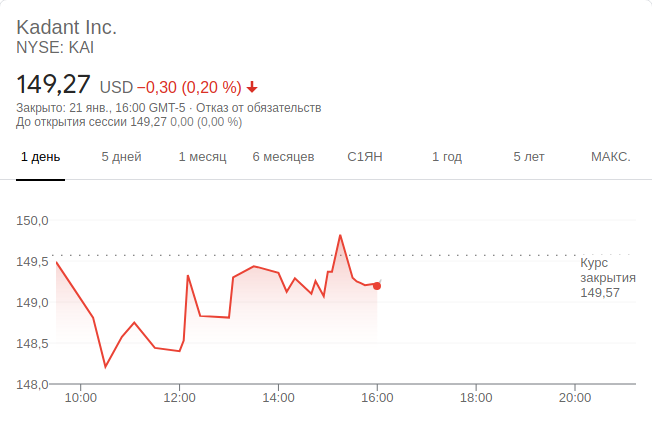 Kadant Inc.
NYSE: KAI
149,27 USD −0,30 (0,20 %)
Закрыто: 21 янв., 16:00 GMT-5 · Отказ от обязательств
До открытия сессии 149,27 0,00 (0,00 %)
1 день 5 дней 1 месяц 6 месяцев С1ЯН 1 год 5 лет МАКС.
150,0
149,5
149,0
148,5
148,0
Курс
закрытия
149,57
10:00 12:00 14:00 16:00 18:00 20:00